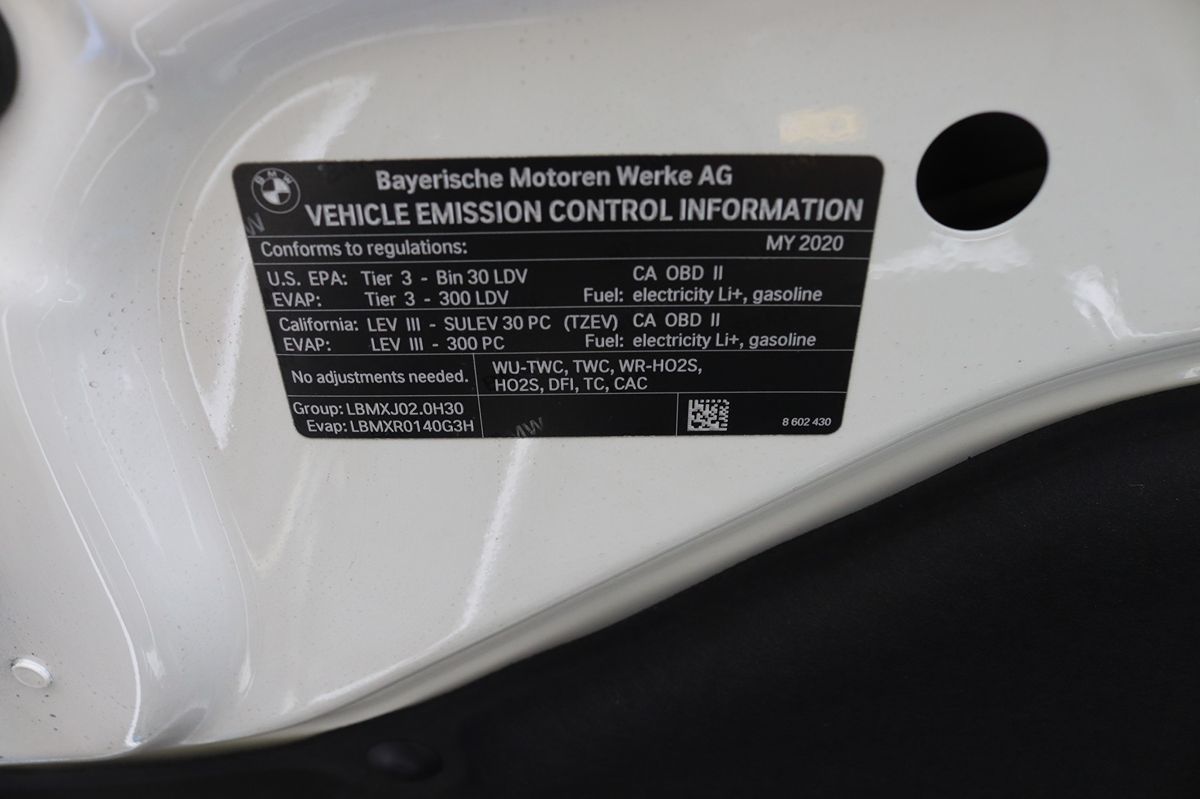 BMW
Bayerische Motoren Werke AG
VEHICLE EMISSION CONTROL INFORMATION
Conforms to regulations: MY 2020
U.S. EPA: Tier 3 - Bin 30 LDV CA OBD II
EVAP: Tier 3 - 300 LDV Fuel: electricity Li+, gasoline
California: LEV III - SULEV 30 PC (TZEV) CA OBD II
EVAP: LEV III - 300 PC Fuel: electricity Li+, gasoline
No adjustments needed. WU-TWC, TWC, WR-HO2S,
HO2S, DFI, TC, CAC
Group: LBMXJ02.0H30
Evap: LBMXR0140G3H 8 602 430